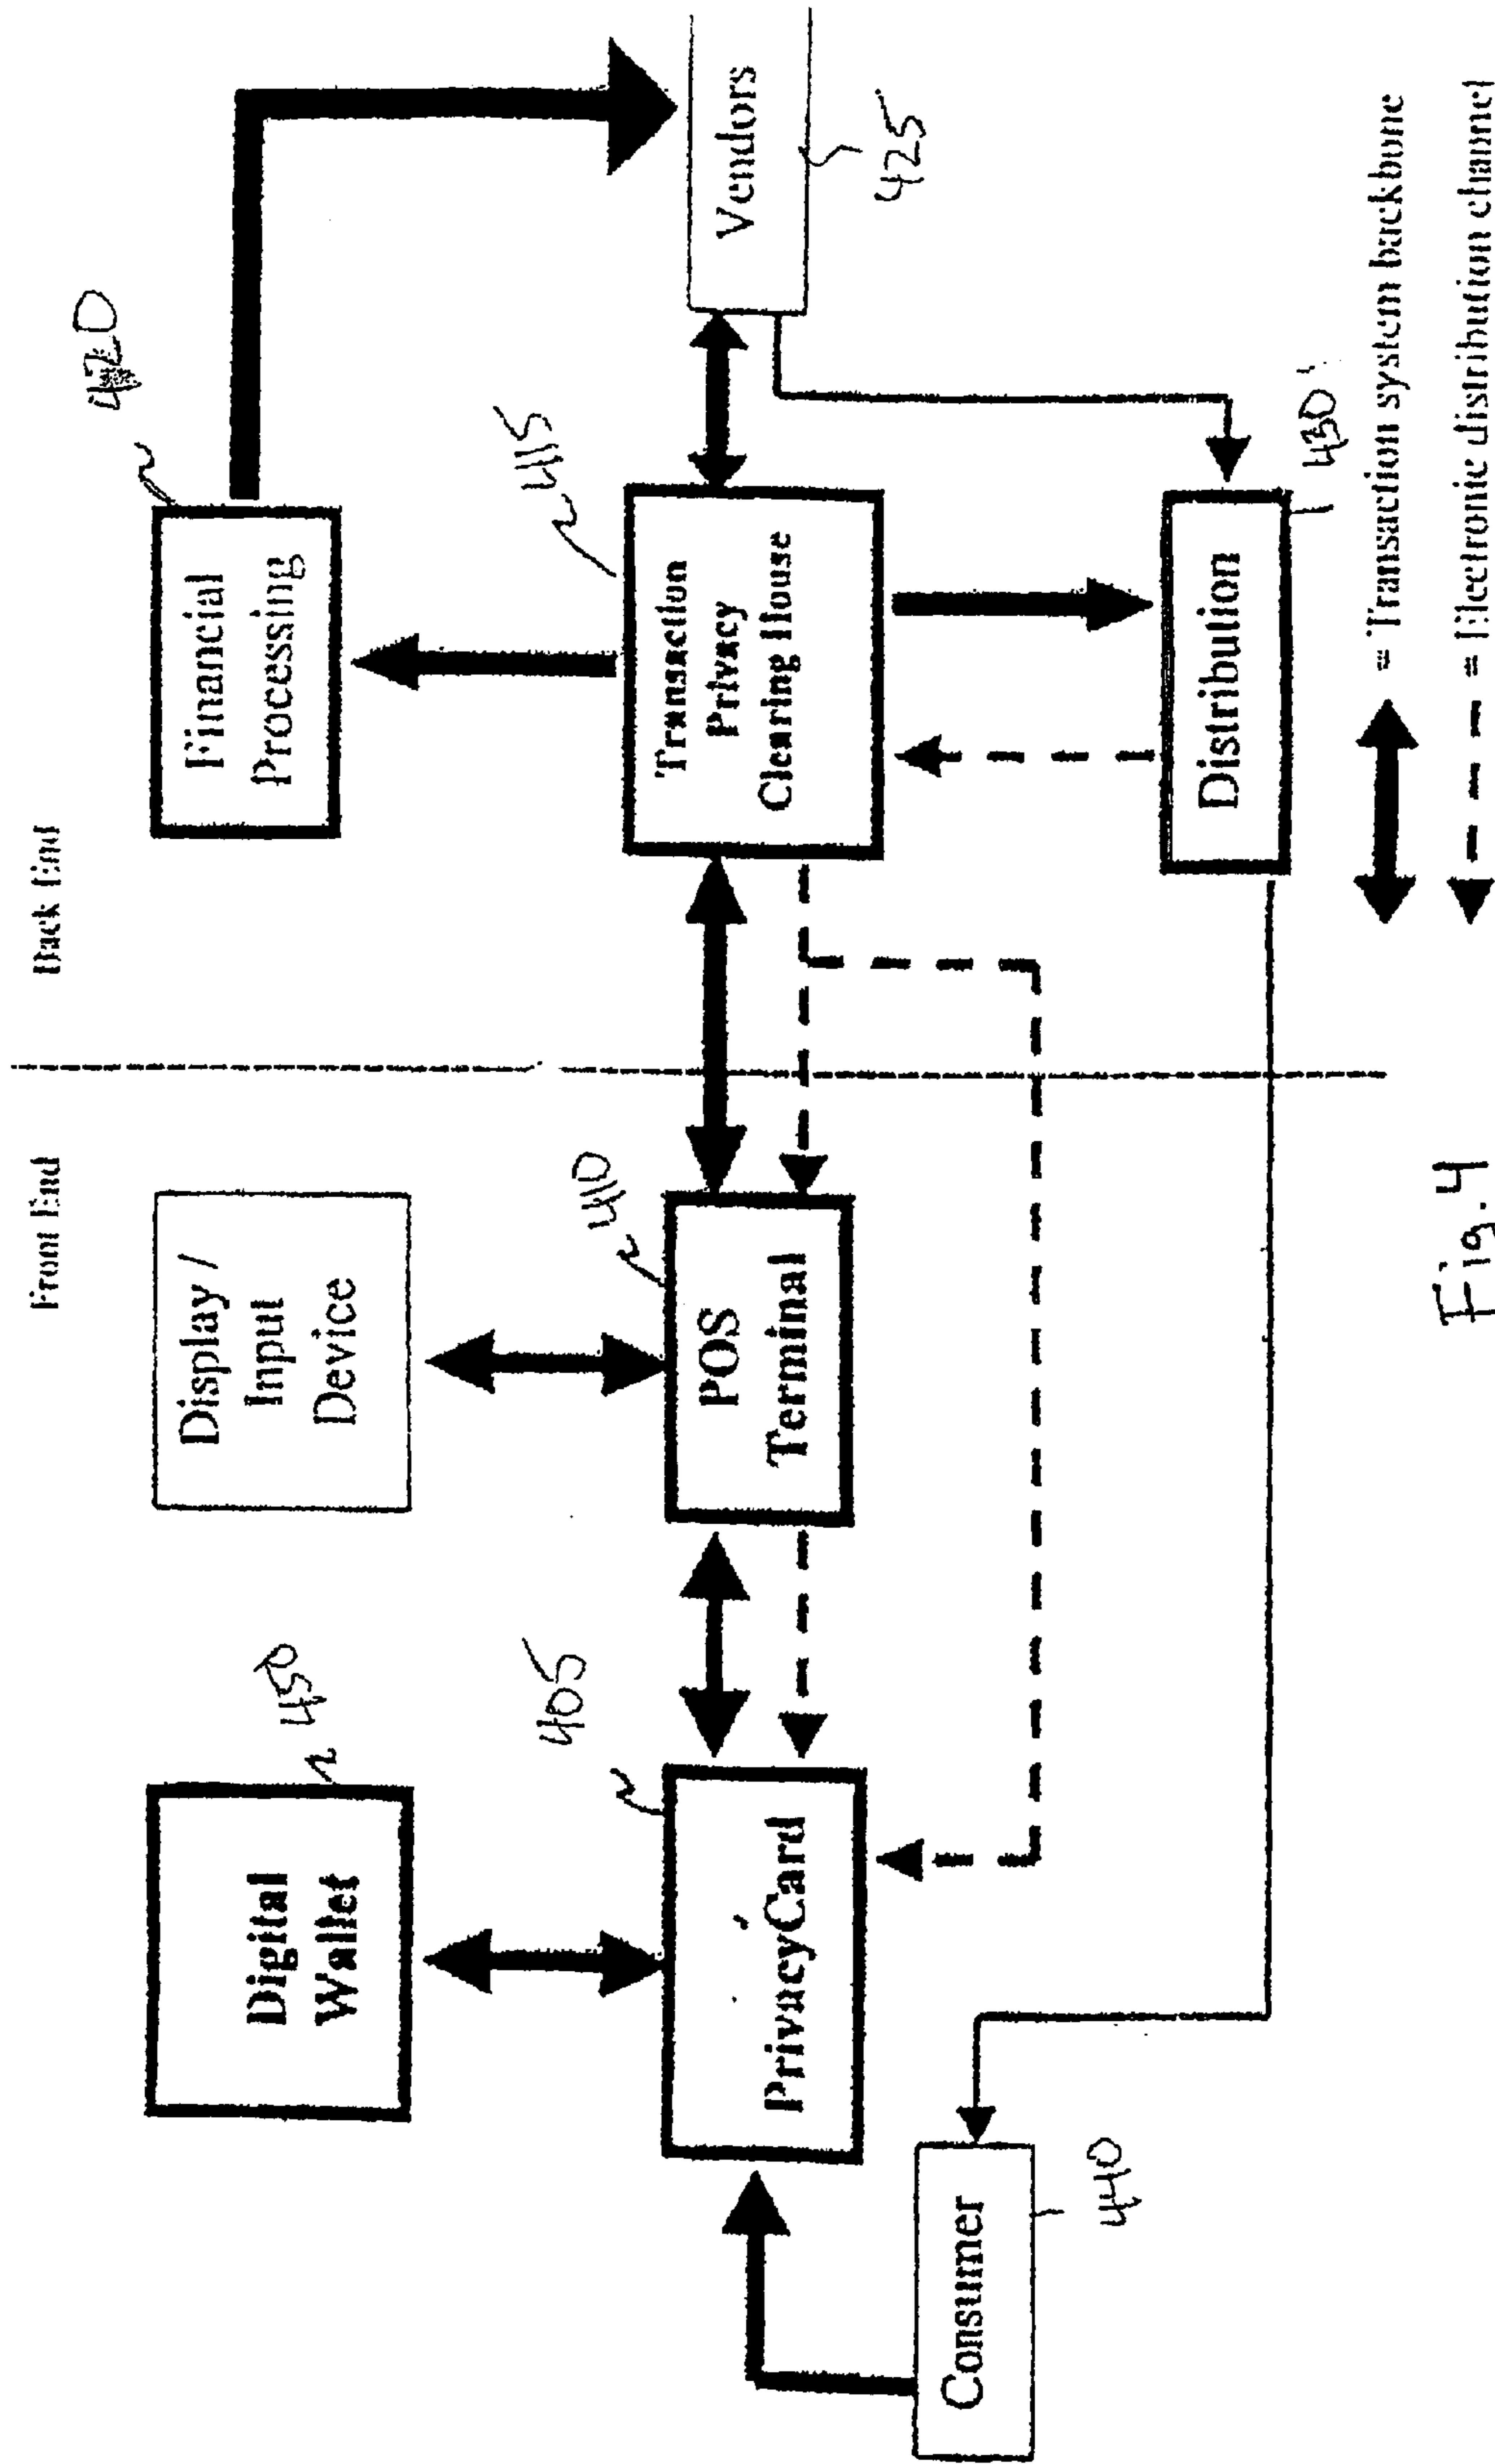 Front End
Back End
Digital
Wallet
450
Display /
Input
Device
Financial
Processing
420
405
PrivacyCard
410
POS
Terminal
415
Transaction
Privacy
Clearing House
Vendors
425
Consumer
440
Distribution
430
= Transaction system backbone
= Electronic distribution channel
Fig. 4